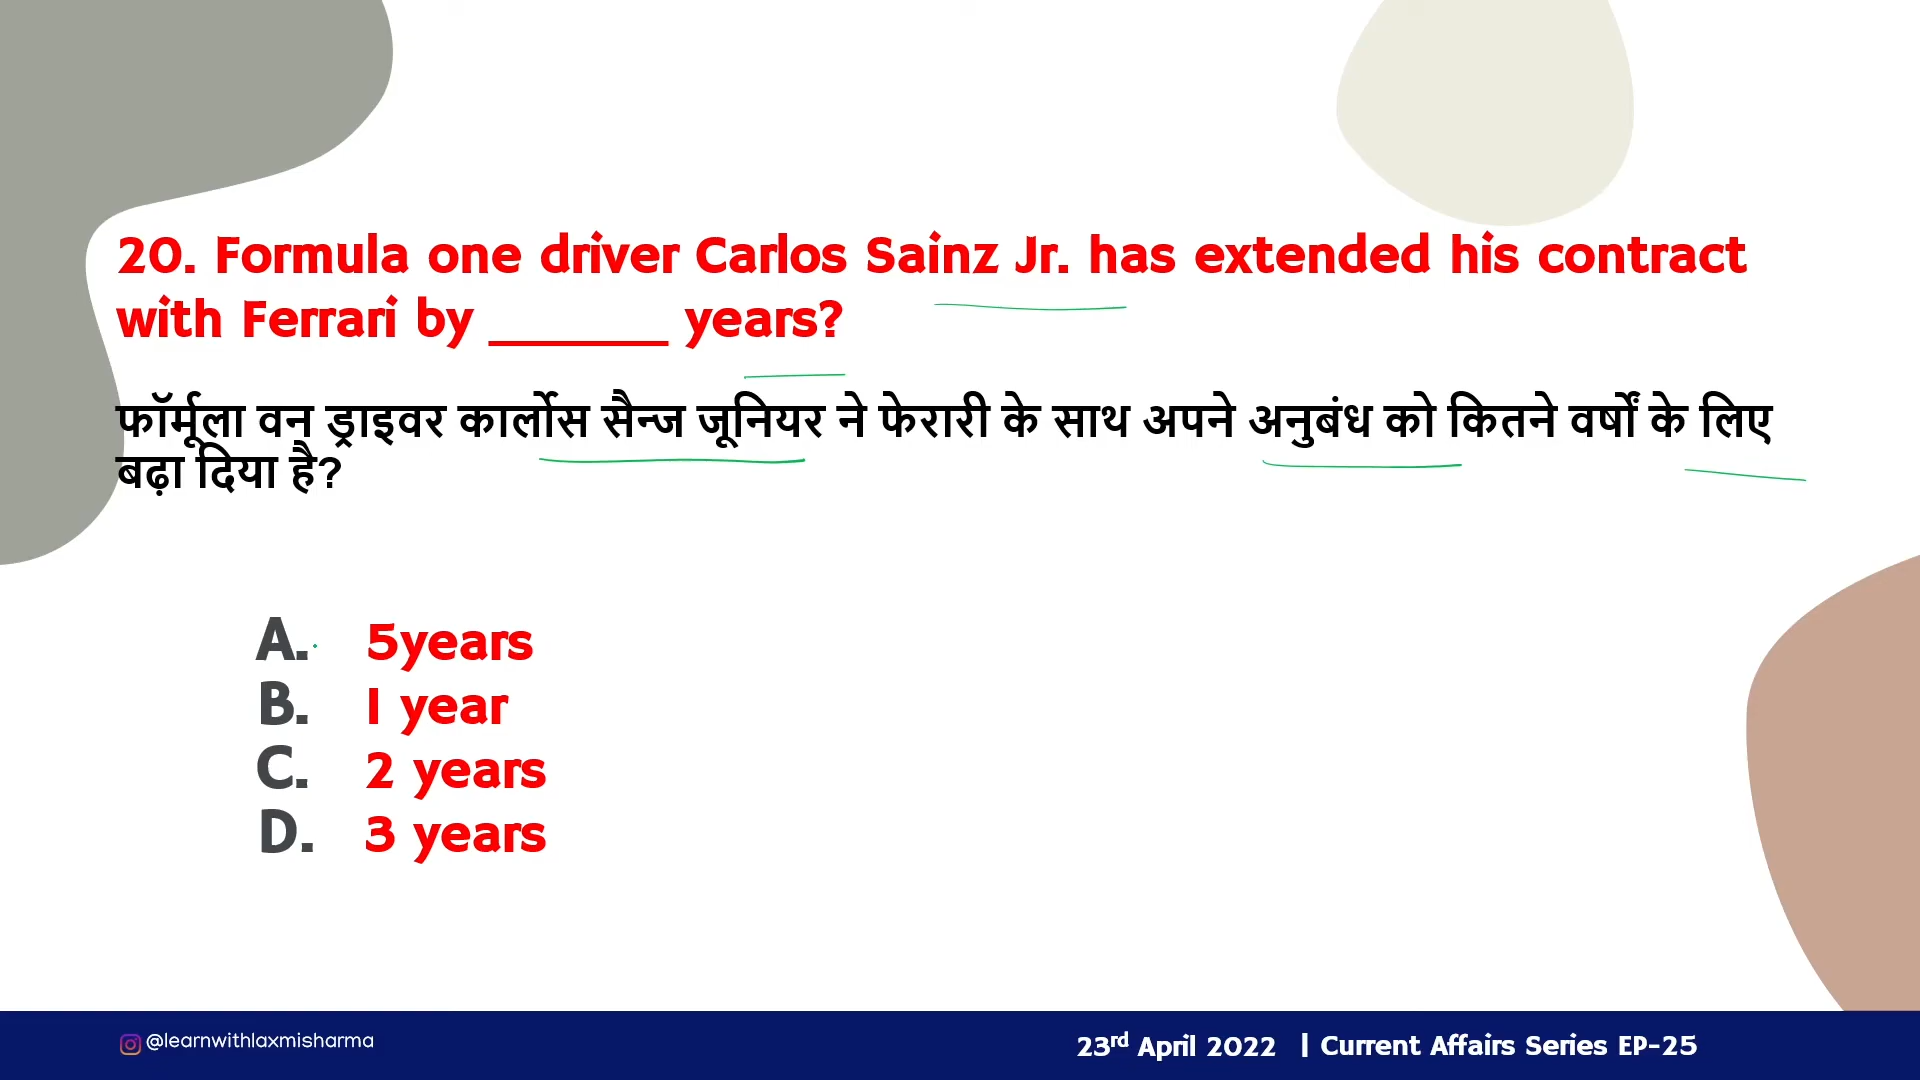 20. Formula one driver Carlos Sainz Jr. has extended his contract
with Ferrari by _______ years?
फॉर्मूला वन ड्राइवर कार्लोस सैन्ज जूनियर ने फेरारी के साथ अपने अनुबंध को कितने वर्षों के लिए
बढ़ा दिया है?
A. 5years
B. 1 year
C. 2 years
D. 3 years
@learnwithlaxmisharma
23rd April 2022 | Current Affairs Series EP-25